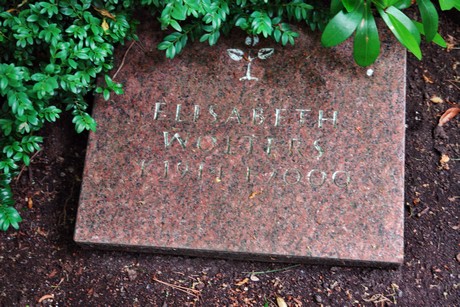 ELISABETH
WOLTERS
* 1911 † 2000